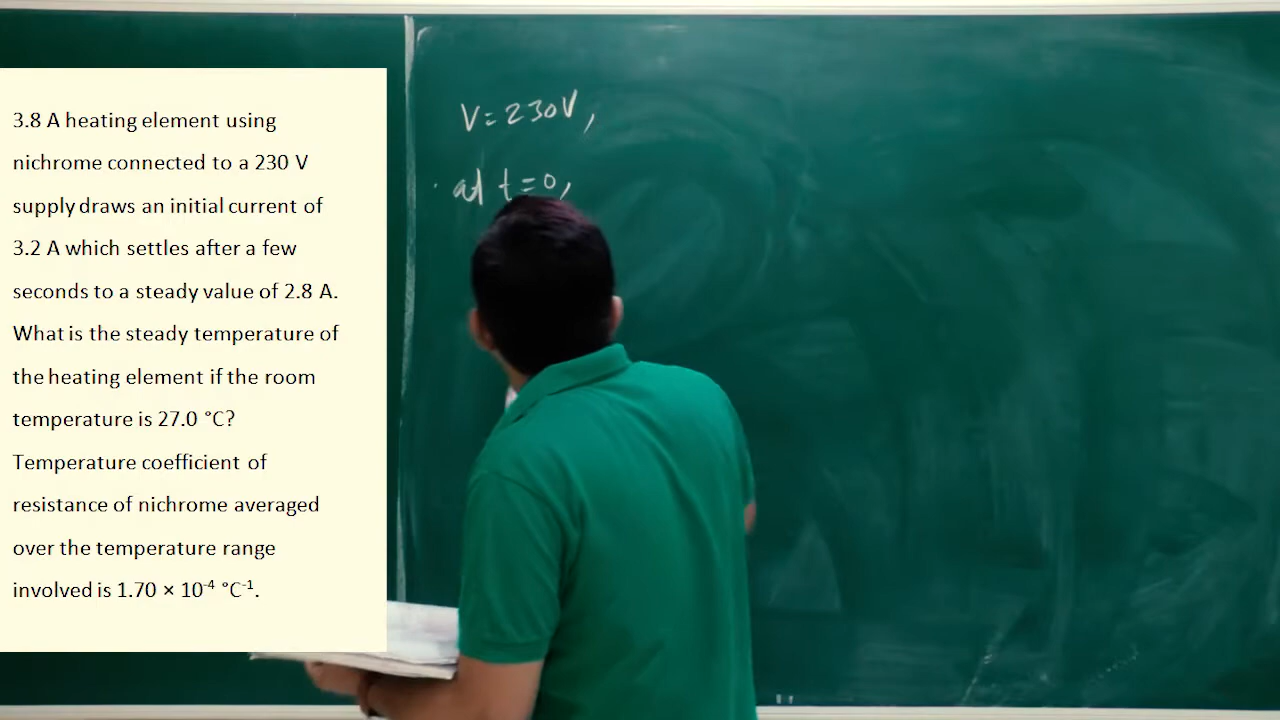 3.8 A heating element using
nichrome connected to a 230 V
supply draws an initial current of
3.2 A which settles after a few
seconds to a steady value of 2.8 A.
What is the steady temperature of
the heating element if the room
temperature is 27.0 °C?
Temperature coefficient of
resistance of nichrome averaged
over the temperature range
involved is 1.70 × 10⁻⁴ °C⁻¹.
V=230V,
at t=0,